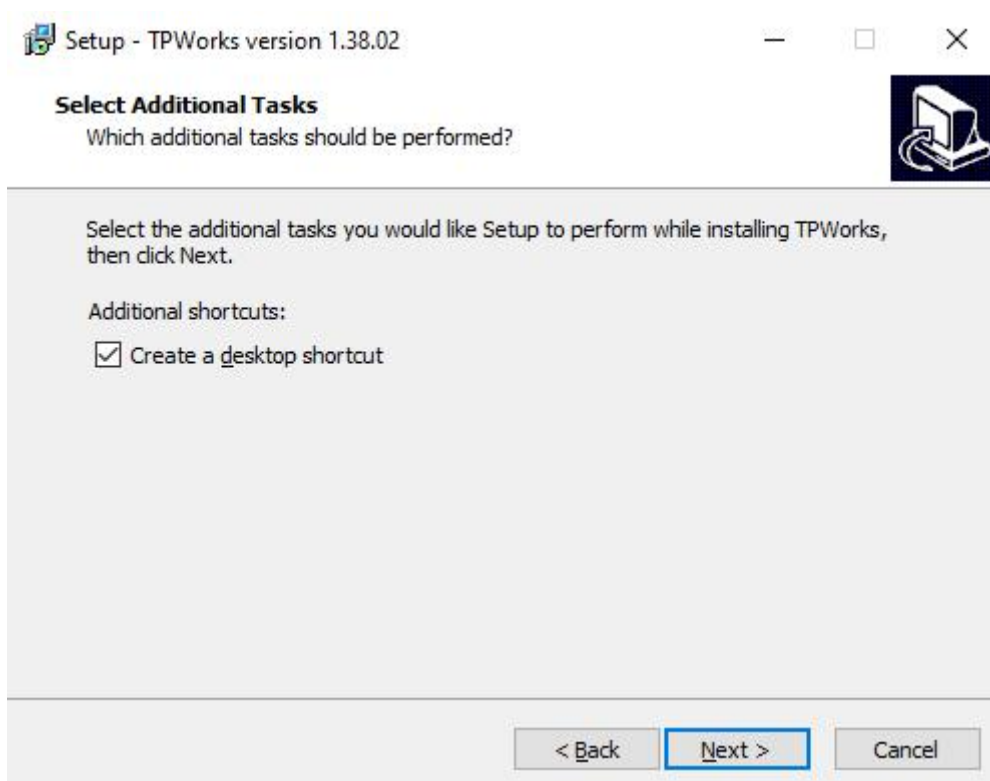 Setup - TPWorks version 1.38.02
Select Additional Tasks
Which additional tasks should be performed?
Select the additional tasks you would like Setup to perform while installing TPWorks,
then click Next.
Additional shortcuts:
Create a desktop shortcut
< Back Next > Cancel